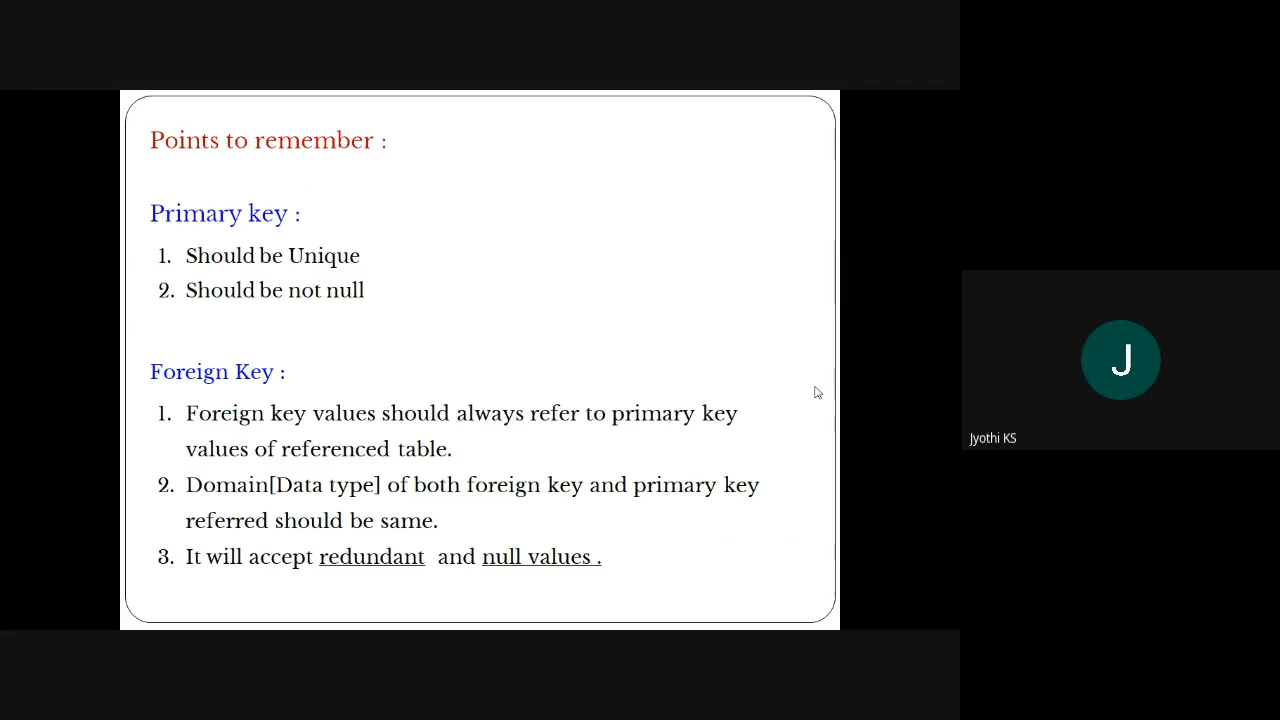 Points to remember :
Primary key :
1. Should be Unique
2. Should be not null
Foreign Key :
1. Foreign key values should always refer to primary key
values of referenced table.
2. Domain[Data type] of both foreign key and primary key
referred should be same.
3. It will accept redundant and null values .
J
Jyothi KS